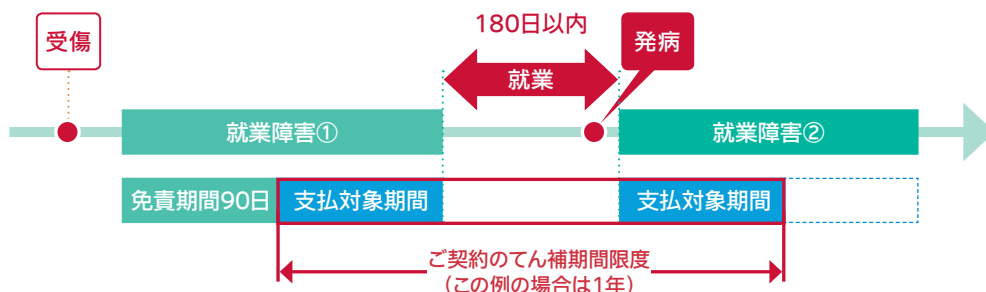 受傷
180日以内
就業
発病
就業障害①
就業障害②
免責期間90日
支払対象期間
支払対象期間
ご契約のてん補期間限度
(この例の場合は1年)